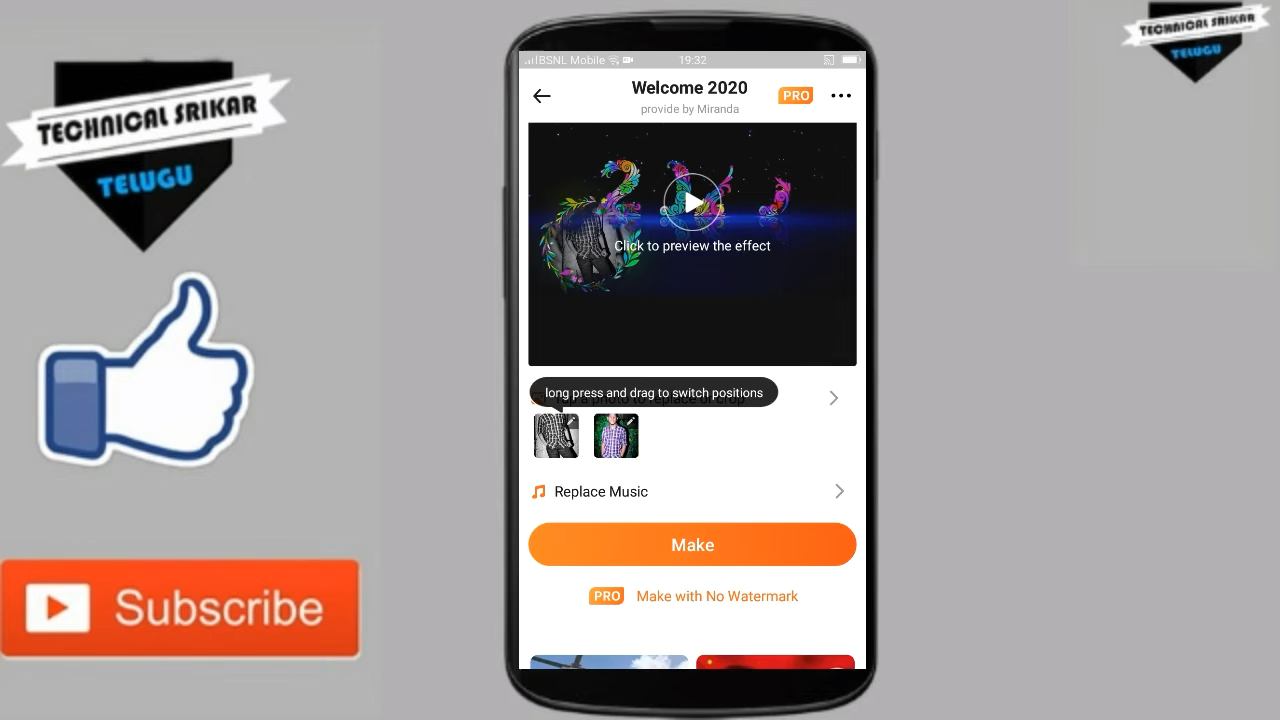 TECHNICAL SRIKAR
TELUGU
Subscribe
BSNL Mobile
19:32
Welcome 2020
provide by Miranda
PRO
Click to preview the effect
long press and drag to switch positions
Replace Music
Make
PRO Make with No Watermark
TECHNICAL SRIKAR
TELUGU